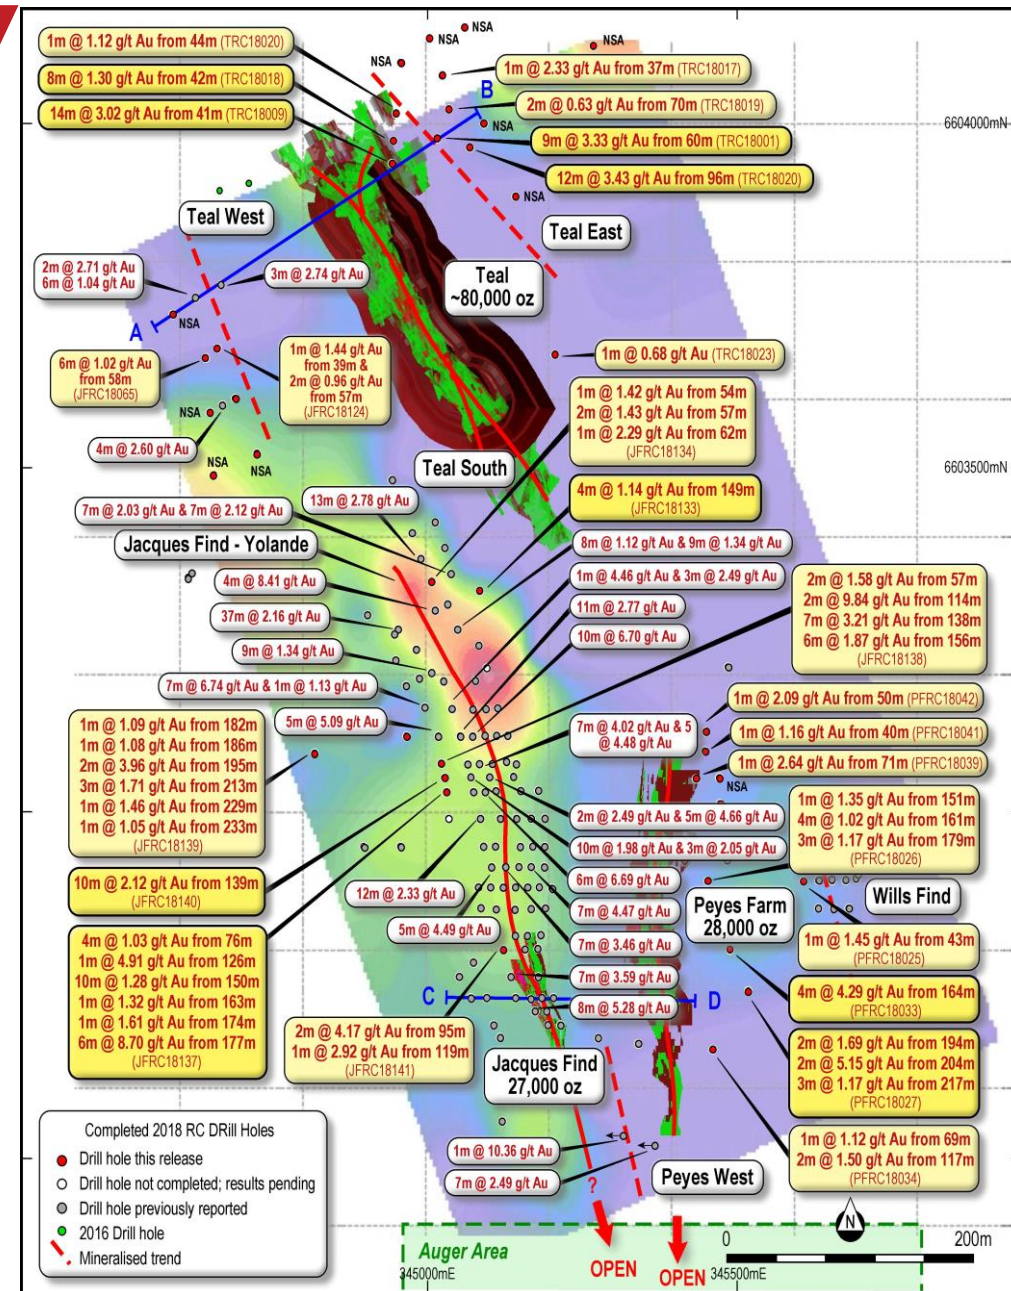 1m @ 1.12 g/t Au from 44m (TRC18020)
8m @ 1.30 g/t Au from 42m (TRC18018)
14m @ 3.02 g/t Au from 41m (TRC18009)
NSA
NSA
NSA
NSA
1m @ 2.33 g/t Au from 37m (TRC18017)
B
2m @ 0.63 g/t Au from 70m (TRC18019)
NSA
6604000mN
9m @ 3.33 g/t Au from 60m (TRC18001)
12m @ 3.43 g/t Au from 96m (TRC18020)
NSA
Teal West
Teal East
2m @ 2.71 g/t Au
6m @ 1.04 g/t Au
3m @ 2.74 g/t Au
Teal
~80,000 oz
A
NSA
6m @ 1.02 g/t Au
from 58m
(JFRC18065)
1m @ 1.44 g/t Au
from 39m &
2m @ 0.96 g/t Au
from 57m
(JFRC18124)
1m @ 0.68 g/t Au (TRC18023)
1m @ 1.42 g/t Au from 54m
2m @ 1.43 g/t Au from 57m
1m @ 2.29 g/t Au from 62m
(JFRC18134)
NSA
4m @ 2.60 g/t Au
NSA
NSA
Teal South
6603500mN
4m @ 1.14 g/t Au from 149m
(JFRC18133)
13m @ 2.78 g/t Au
7m @ 2.03 g/t Au & 7m @ 2.12 g/t Au
Jacques Find - Yolande
8m @ 1.12 g/t Au & 9m @ 1.34 g/t Au
4m @ 8.41 g/t Au
1m @ 4.46 g/t Au & 3m @ 2.49 g/t Au
37m @ 2.16 g/t Au
11m @ 2.77 g/t Au
10m @ 6.70 g/t Au
2m @ 1.58 g/t Au from 57m
2m @ 9.84 g/t Au from 114m
7m @ 3.21 g/t Au from 138m
6m @ 1.87 g/t Au from 156m
(JFRC18138)
9m @ 1.34 g/t Au
7m @ 6.74 g/t Au & 1m @ 1.13 g/t Au
5m @ 5.09 g/t Au
7m @ 4.02 g/t Au & 5
@ 4.48 g/t Au
1m @ 2.09 g/t Au from 50m (PFRC18042)
1m @ 1.16 g/t Au from 40m (PFRC18041)
1m @ 2.64 g/t Au from 71m (PFRC18039)
NSA
1m @ 1.09 g/t Au from 182m
1m @ 1.08 g/t Au from 186m
2m @ 3.96 g/t Au from 195m
3m @ 1.71 g/t Au from 213m
1m @ 1.46 g/t Au from 229m
1m @ 1.05 g/t Au from 233m
(JFRC18139)
2m @ 2.49 g/t Au & 5m @ 4.66 g/t Au
10m @ 1.98 g/t Au & 3m @ 2.05 g/t Au
1m @ 1.35 g/t Au from 151m
4m @ 1.02 g/t Au from 161m
3m @ 1.17 g/t Au from 179m
(PFRC18026)
10m @ 2.12 g/t Au from 139m
(JFRC18140)
12m @ 2.33 g/t Au
6m @ 6.69 g/t Au
7m @ 4.47 g/t Au
Peyes Farm
28,000 oz
Wills Find
5m @ 4.49 g/t Au
7m @ 3.46 g/t Au
1m @ 1.45 g/t Au from 43m
(PFRC18025)
4m @ 1.03 g/t Au from 76m
1m @ 4.91 g/t Au from 126m
10m @ 1.28 g/t Au from 150m
1m @ 1.32 g/t Au from 163m
1m @ 1.61 g/t Au from 174m
6m @ 8.70 g/t Au from 177m
(JFRC18137)
7m @ 3.59 g/t Au
C
D
8m @ 5.28 g/t Au
4m @ 4.29 g/t Au from 164m
(PFRC18033)
2m @ 4.17 g/t Au from 95m
1m @ 2.92 g/t Au from 119m
(JFRC18141)
Jacques Find
27,000 oz
2m @ 1.69 g/t Au from 194m
2m @ 5.15 g/t Au from 204m
3m @ 1.17 g/t Au from 217m
(PFRC18027)
1m @ 1.12 g/t Au from 69m
2m @ 1.50 g/t Au from 117m
(PFRC18034)
1m @ 10.36 g/t Au
7m @ 2.49 g/t Au
Peyes West
?
Completed 2018 RC DRill Holes
Drill hole this release
Drill hole not completed; results pending
Drill hole previously reported
2016 Drill hole
Mineralised trend
N
0
200m
Auger Area
OPEN
OPEN
345000mE
345500mE